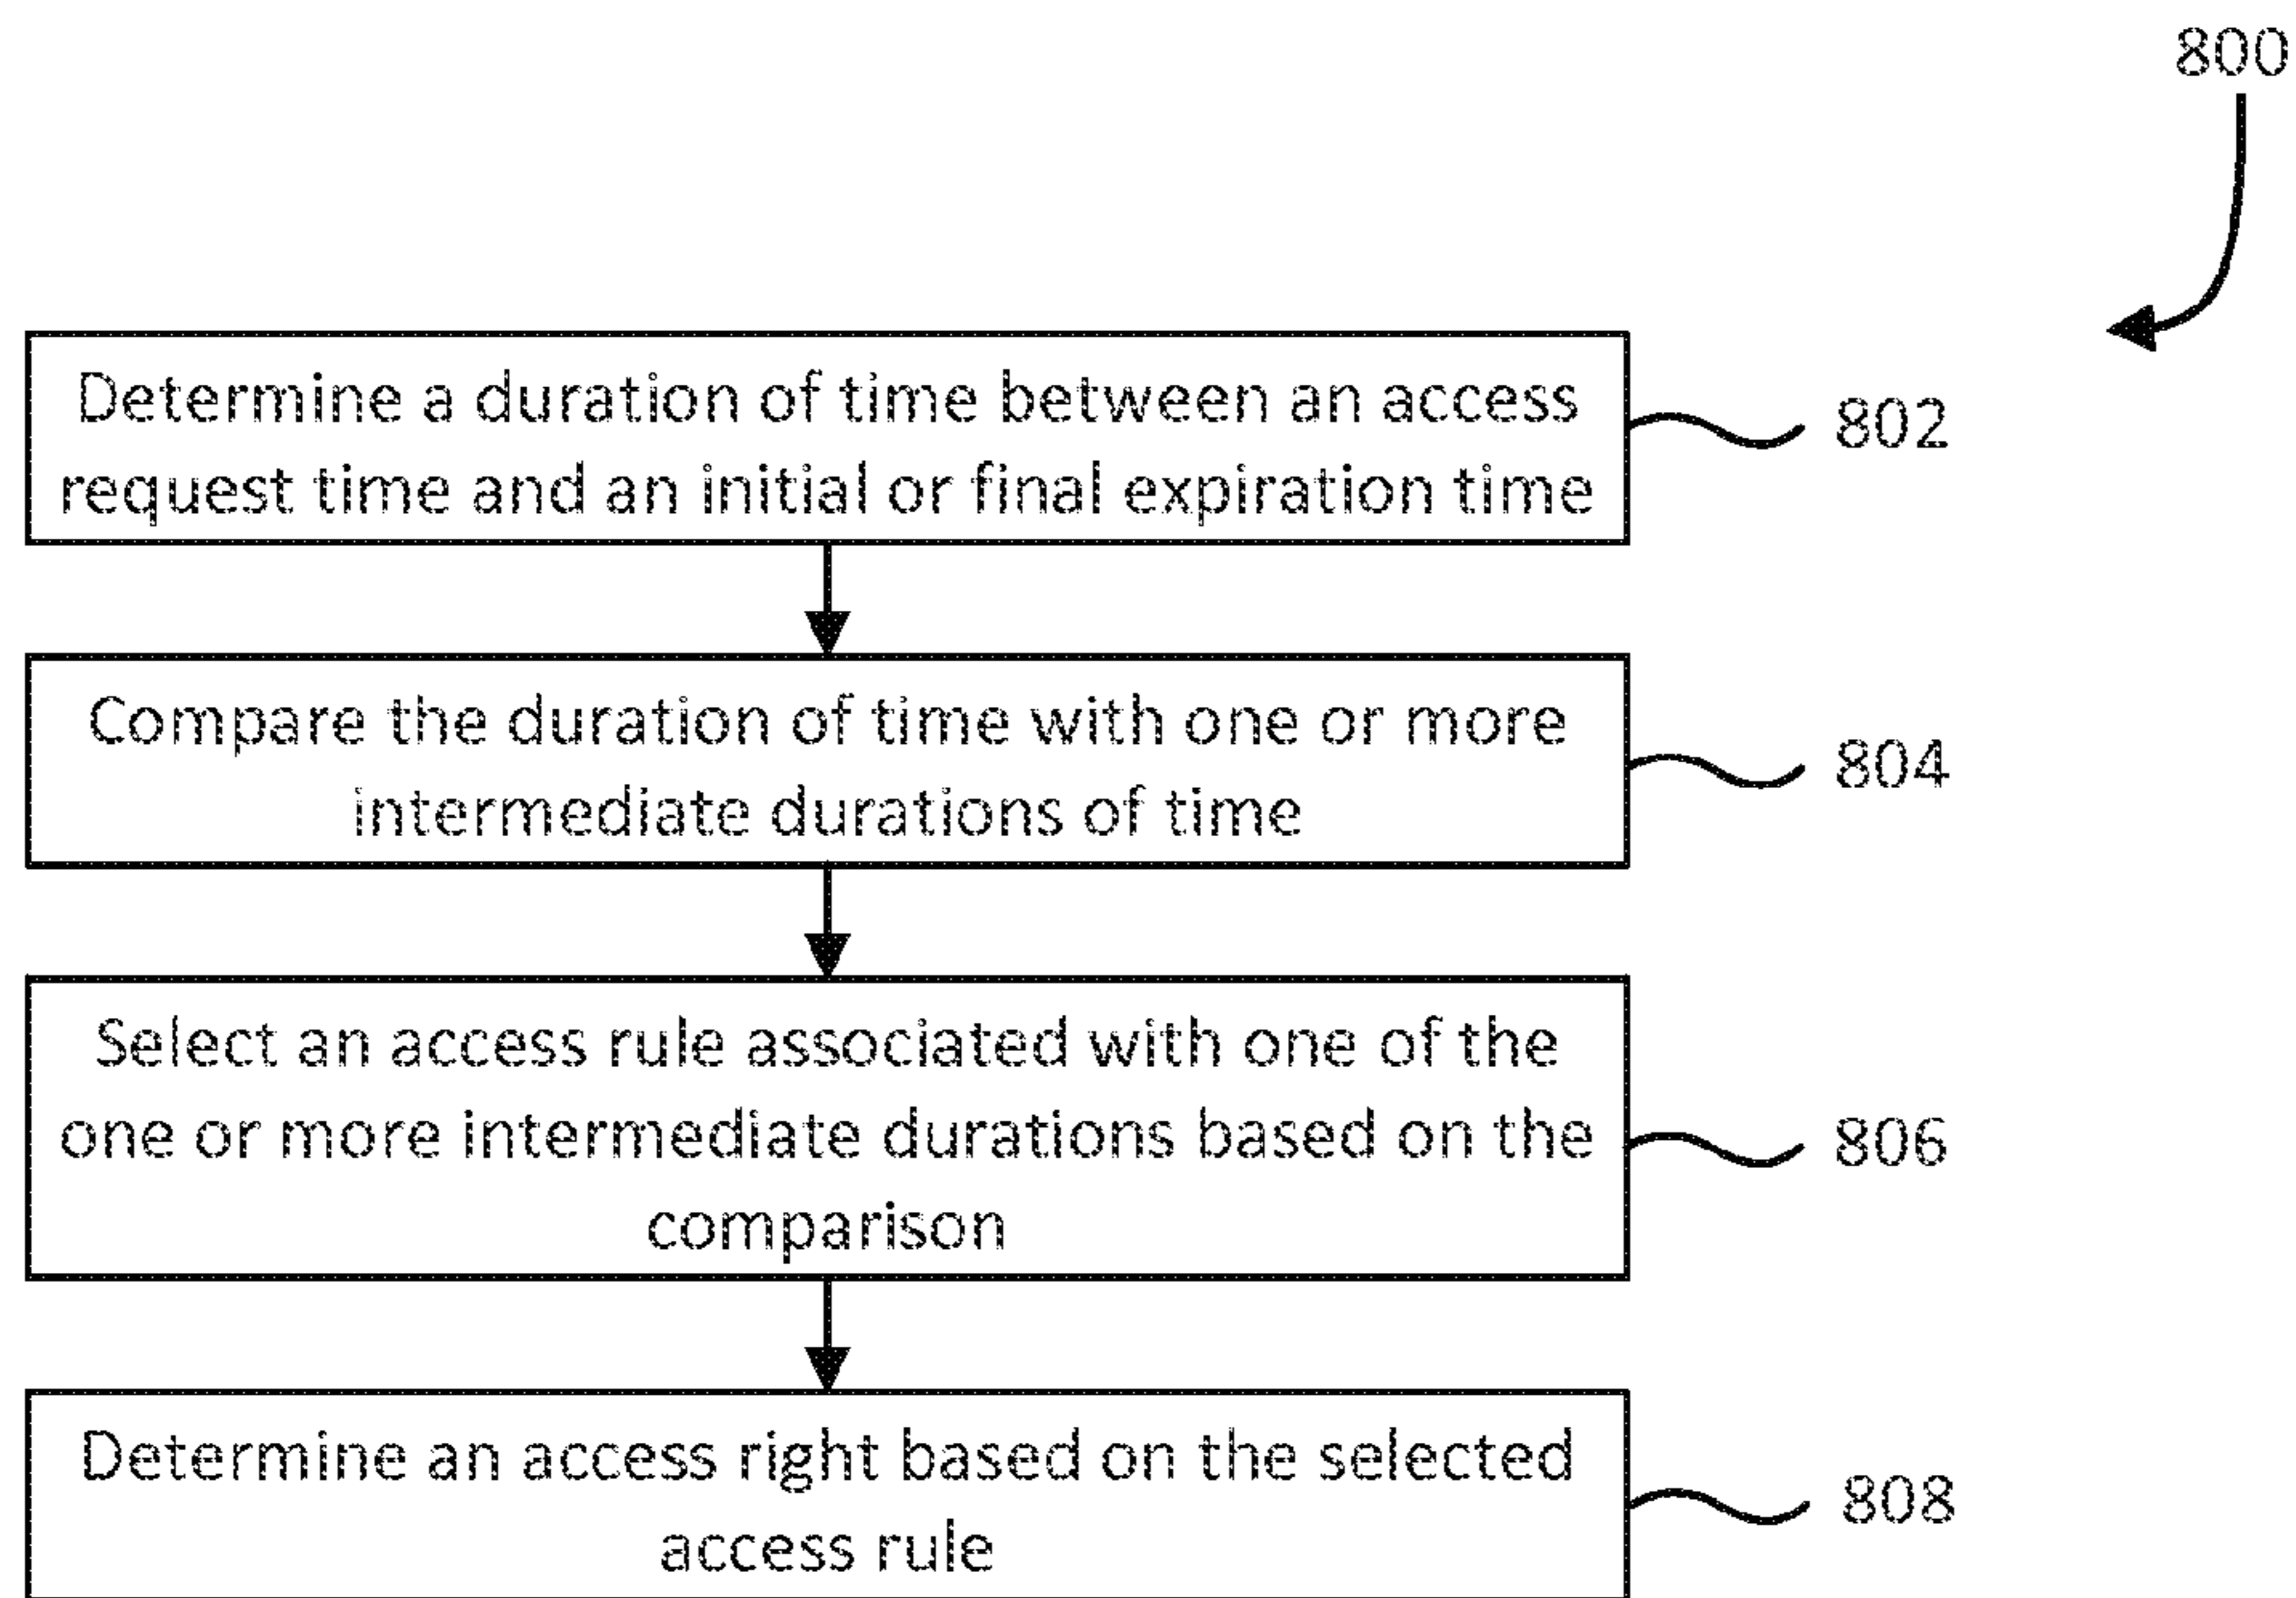 800
Determine a duration of time between an access
request time and an initial or final expiration time
802
Compare the duration of time with one or more
intermediate durations of time
804
Select an access rule associated with one of the
one or more intermediate durations based on the
comparison
806
Determine an access right based on the selected
access rule
808